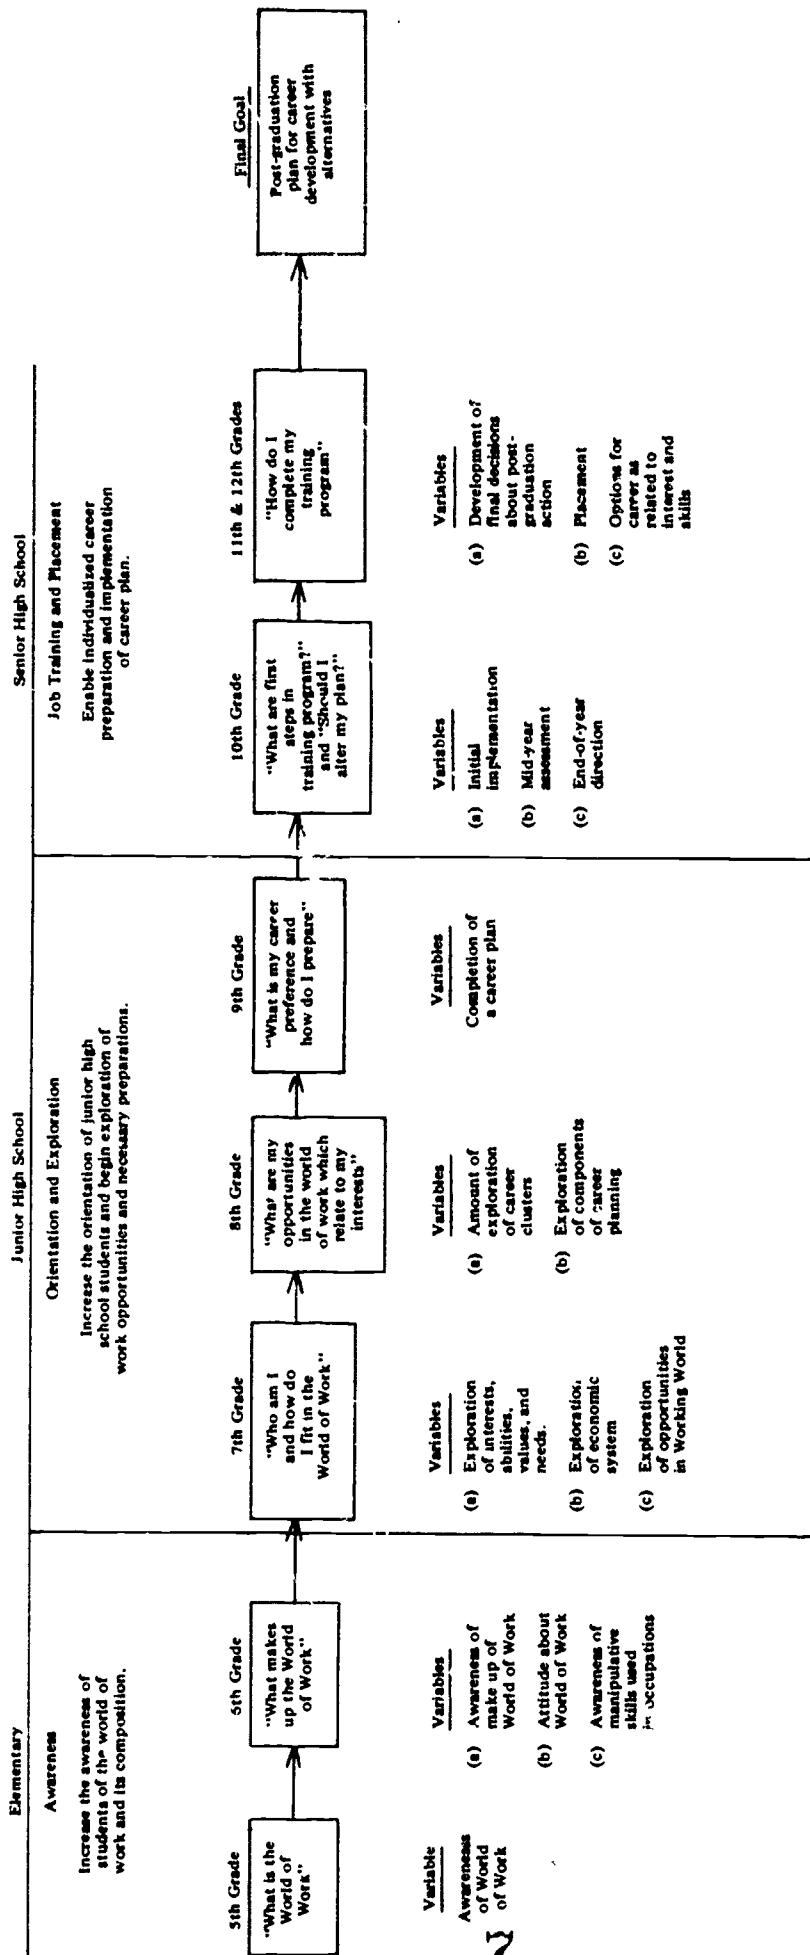 Elementary
Awareness
Increase the awareness of
students of the world of
work and its composition.
5th Grade
"What is the
World of
Work"
Variable
Awareness
of World
of Work
6th Grade
"What makes
up the World
of Work"
Variables
(a) Awareness of
make up of
World of Work
(b) Attitude about
World of Work
(c) Awareness of
manipulative
skills used
in occupations
Junior High School
Orientation and Exploration
Increase the orientation of junior high
school students and begin exploration of
work opportunities and necessary preparations.
7th Grade
"Who am I
and how do
I fit in the
World of Work"
Variables
(a) Exploration
of interests,
abilities,
values, and
needs.
(b) Exploration
of economic
system
(c) Exploration
of opportunities
in Working World
8th Grade
"What are my
opportunities
in the world
of work which
relate to my
interests"
Variables
(a) Amount of
exploration
of career
clusters
(b) Exploration
of components
of career
planning
9th Grade
"What is my career
preference and
how do I prepare"
Variables
Completion of
a career plan
Senior High School
Job Training and Placement
Enable individualized career
preparation and implementation
of career plan.
10th Grade
"What are first
steps in
training program?"
and "Should I
alter my plan?"
Variables
(a) Initial
implementation
(b) Mid-year
assessment
(c) End-of-year
direction
11th & 12th Grades
"How do I
complete my
training
program"
Variables
(a) Development of
final decisions
about post-
graduation
action
(b) Placement
(c) Options for
career as
related to
interest and
skills
Final Goal
Post-graduation
plan for career
development with
alternatives